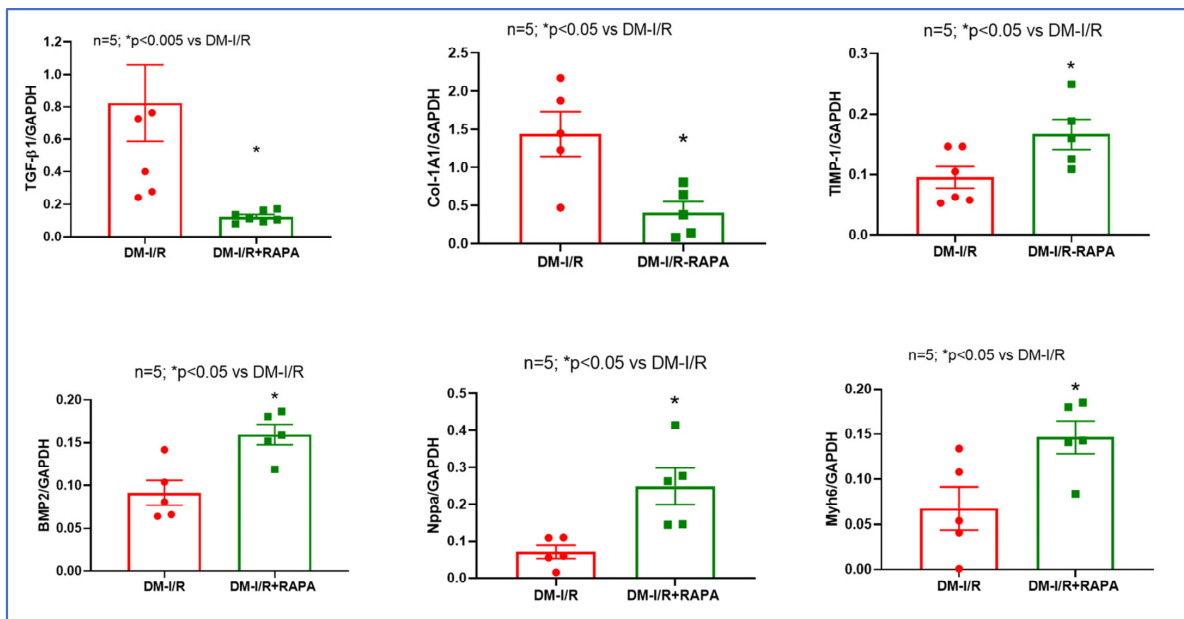 n=5; *p<0.005 vs DM-I/R
TGF-β1/GAPDH
1.2
1.0
0.8
0.6
0.4
0.2
0.0
*
DM-I/R
DM-I/R+RAPA
n=5; *p<0.05 vs DM-I/R
Col-1A1/GAPDH
2.5
2.0
1.5
1.0
0.5
0.0
*
DM-I/R
DM-I/R-RAPA
n=5; *p<0.05 vs DM-I/R
TIMP-1/GAPDH
0.3
0.2
0.1
0.0
*
DM-I/R
DM-I/R-RAPA
n=5; *p<0.05 vs DM-I/R
BMP2/GAPDH
0.20
0.15
0.10
0.05
0.00
*
DM-I/R
DM-I/R+RAPA
n=5; *p<0.05 vs DM-I/R
Nppa/GAPDH
0.5
0.4
0.3
0.2
0.1
0.0
*
DM-I/R
DM-I/R+RAPA
n=5; *p<0.05 vs DM-I/R
Myh6/GAPDH
0.20
0.15
0.10
0.05
0.00
*
DM-I/R
DM-I/R+RAPA